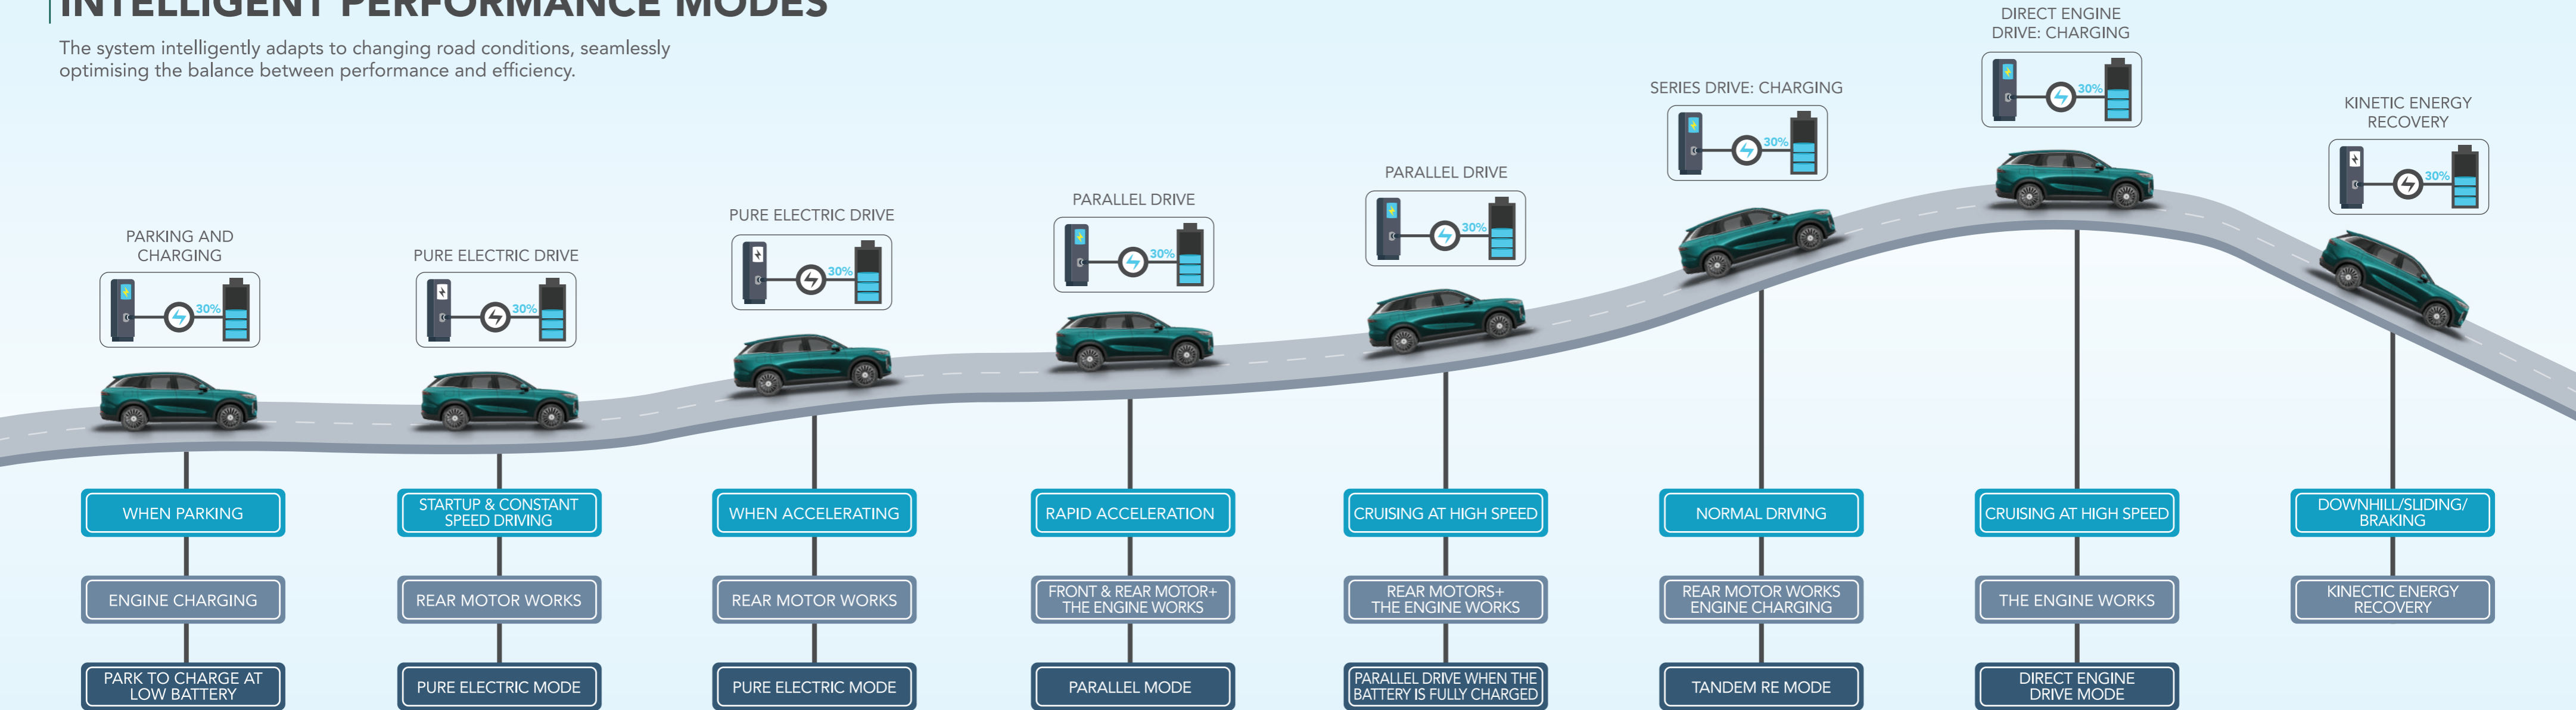 INTELLIGENT PERFORMANCE MODES
The system intelligently adapts to changing road conditions, seamlessly
optimising the balance between performance and efficiency.
PARKING AND
CHARGING
30%
PURE ELECTRIC DRIVE
30%
PURE ELECTRIC DRIVE
30%
PARALLEL DRIVE
30%
PARALLEL DRIVE
30%
SERIES DRIVE: CHARGING
30%
DIRECT ENGINE
DRIVE: CHARGING
30%
KINETIC ENERGY
RECOVERY
30%
WHEN PARKING
ENGINE CHARGING
PARK TO CHARGE AT
LOW BATTERY
STARTUP & CONSTANT
SPEED DRIVING
REAR MOTOR WORKS
PURE ELECTRIC MODE
WHEN ACCELERATING
REAR MOTOR WORKS
PURE ELECTRIC MODE
RAPID ACCELERATION
FRONT & REAR MOTOR+
THE ENGINE WORKS
PARALLEL MODE
CRUISING AT HIGH SPEED
REAR MOTORS+
THE ENGINE WORKS
PARALLEL DRIVE WHEN THE
BATTERY IS FULLY CHARGED
NORMAL DRIVING
REAR MOTOR WORKS
ENGINE CHARGING
TANDEM RE MODE
CRUISING AT HIGH SPEED
THE ENGINE WORKS
DIRECT ENGINE
DRIVE MODE
DOWNHILL/SLIDING/
BRAKING
KINECTIC ENERGY
RECOVERY